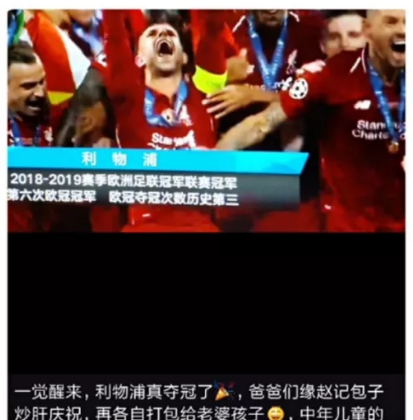 Stan
Standard
Chartered
利物浦
2018-2019赛季欧洲足联冠军联赛冠军
第六次欧冠冠军 欧冠夺冠次数历史第三
一觉醒来，利物浦真夺冠了🎉，爸爸们缘赵记包子
炒肝庆祝，再各自打包给老婆孩子😄，中年儿童的